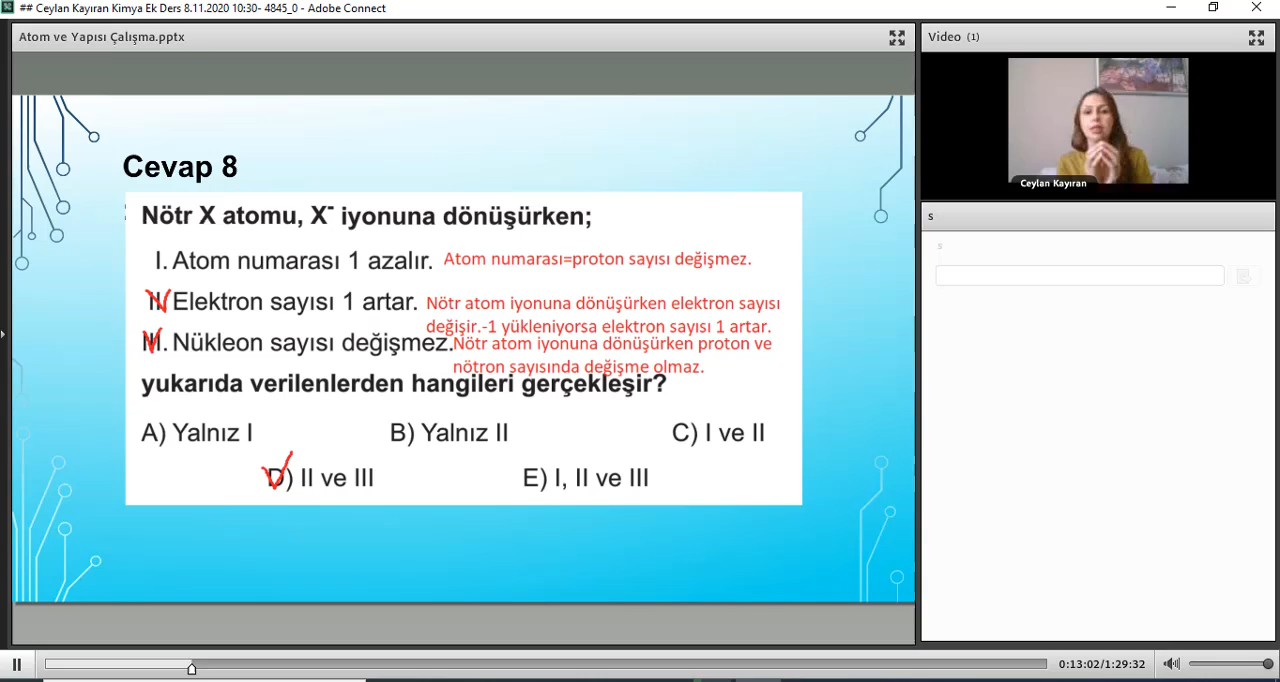 ## Ceylan Kayıran Kimya Ek Ders 8.11.2020 10:30- 4845_0 - Adobe Connect
Atom ve Yapısı Çalışma.pptx
Video (1)
Ceylan Kayıran
s
s
Cevap 8
:
Nötr X atomu, X⁻ iyonuna dönüşürken;
I. Atom numarası 1 azalır. Atom numarası=proton sayısı değişmez.
II. Elektron sayısı 1 artar. Nötr atom iyonuna dönüşürken elektron sayısı
değişir.-1 yükleniyorsa elektron sayısı 1 artar.
III. Nükleon sayısı değişmez. Nötr atom iyonuna dönüşürken proton ve
nötron sayısında değişme olmaz.
yukarıda verilenlerden hangileri gerçekleşir?
A) Yalnız I B) Yalnız II C) I ve II
D) II ve III E) I, II ve III
0:13:02/1:29:32